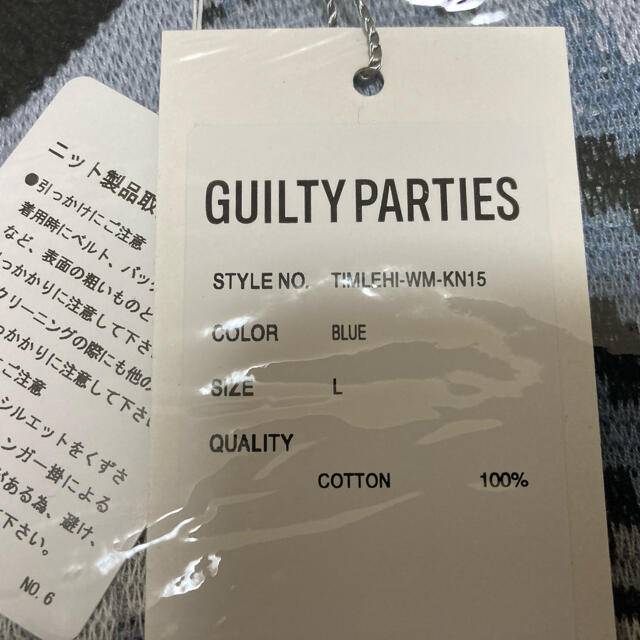 ニット製品取
●引っかけにご注意
着用時にベルト、バッ
など、表面の粗いものと
っかかりに注意して下さ
クリーニングの際にも他の
っかかりに注意して下さい
ご注意
シルエットをくずさ
ンガー掛による
がある為、避け、
下さい。
NO.6
GUILTY PARTIES
STYLE NO. TIMLEHI-WM-KN15
COLOR BLUE
SIZE L
QUALITY
COTTON 100%